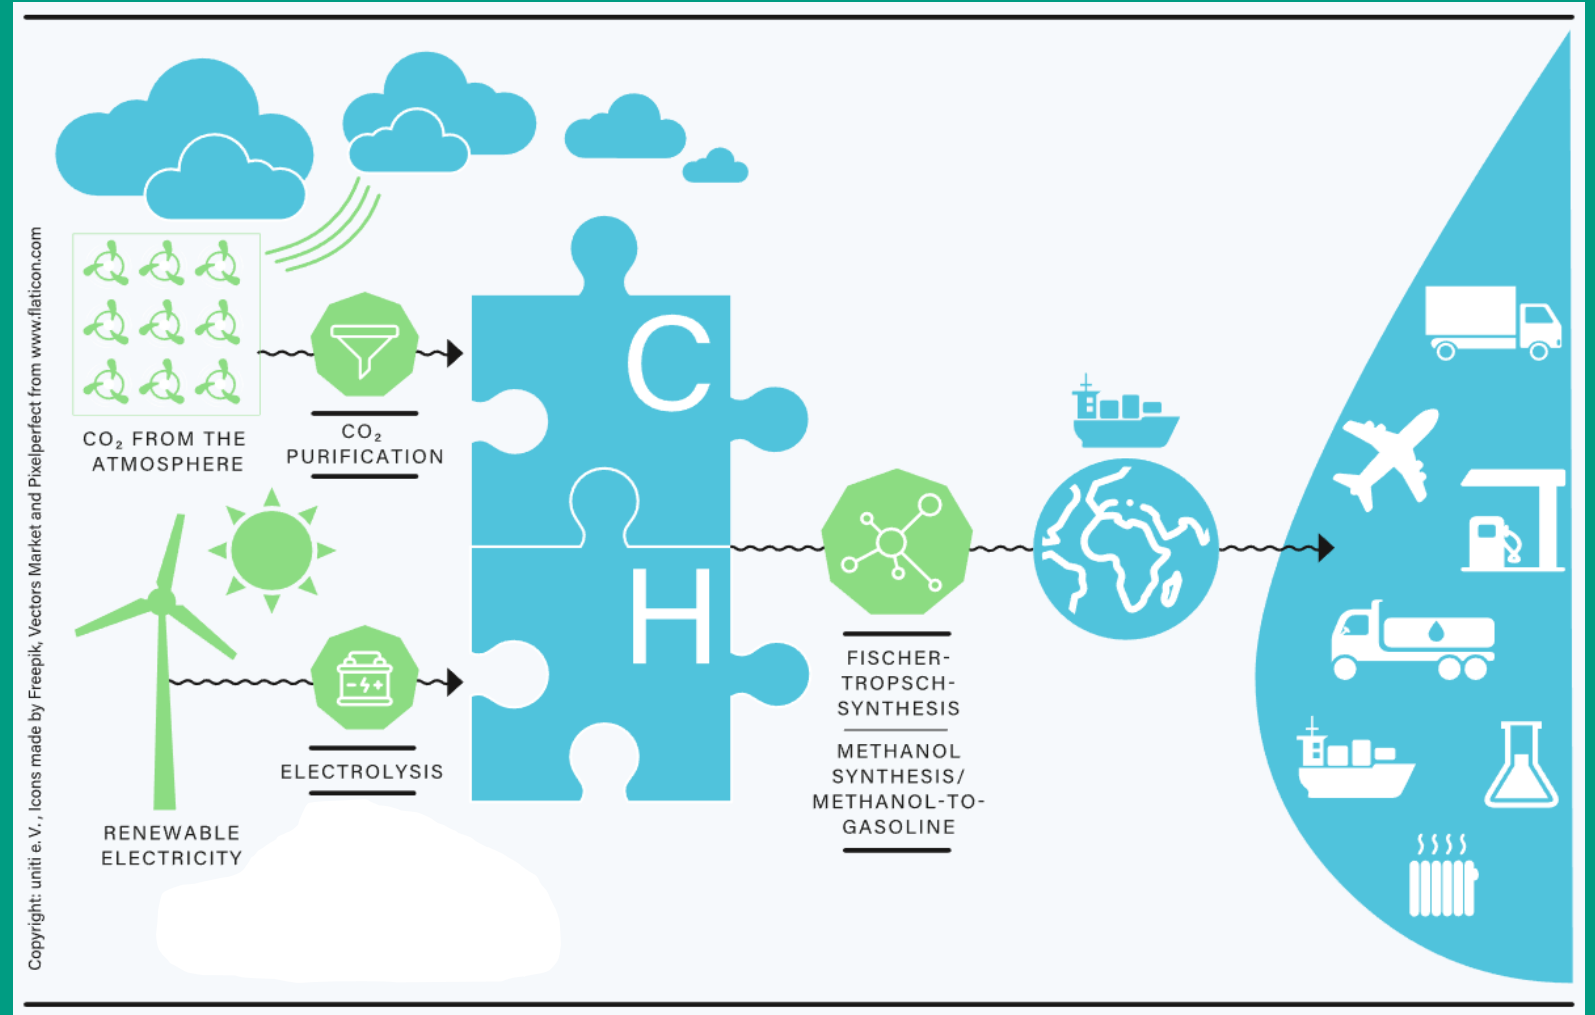 Copyright: uniti e.V. , Icons made by Freepik, Vectors Market and Pixelperfect from www.flaticon.com
CO₂ FROM THE
ATMOSPHERE
CO₂
PURIFICATION
C
H
RENEWABLE
ELECTRICITY
ELECTROLYSIS
FISCHER-
TROPSCH-
SYNTHESIS
METHANOL
SYNTHESIS/
METHANOL-TO-
GASOLINE